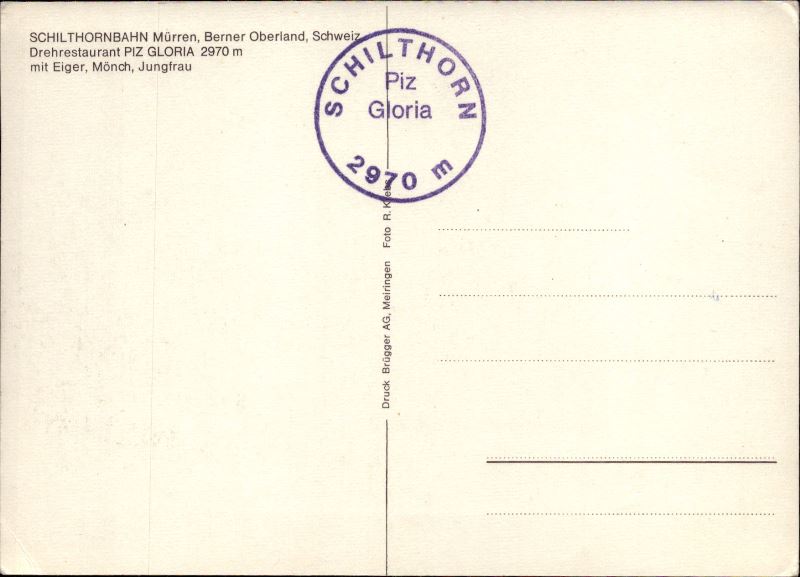 SCHILTHORNBAHN Mürren, Berner Oberland, Schweiz
Drehrestaurant PIZ GLORIA 2970 m
mit Eiger, Mönch, Jungfrau
SCHILTHORN
Piz
Gloria
2970 m
Druck Brügger AG, Meiringen Foto R.